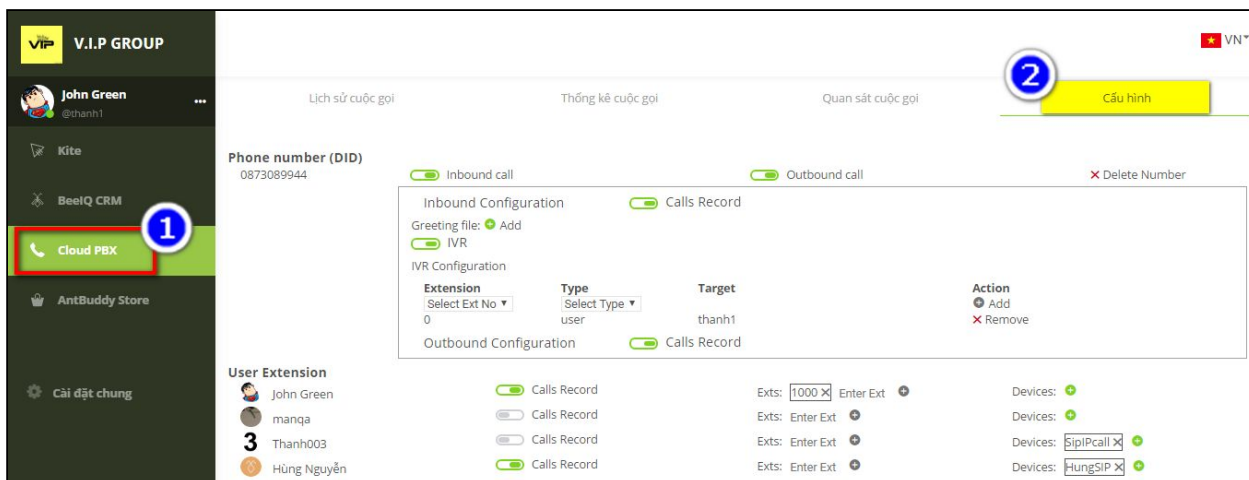 VIP V.I.P GROUP
VN
John Green
@thanh1
...
Kite
BeeIQ CRM
1
Cloud PBX
AntBuddy Store
Cài đặt chung
2
Lịch sử cuộc gọi Thống kê cuộc gọi Quan sát cuộc gọi Cấu hình
Phone number (DID)
0873089944 Inbound call Outbound call × Delete Number
Inbound Configuration Calls Record
Greeting file: Add
IVR
IVR Configuration
Extension Type Target Action
Select Ext No Select Type Add
0 user thanh1 × Remove
Outbound Configuration Calls Record
User Extension
John Green Calls Record Exts: 1000 × Enter Ext Devices:
manqa Calls Record Exts: Enter Ext Devices:
3 Thanh003 Calls Record Exts: Enter Ext Devices: SipIPcall ×
Hùng Nguyễn Calls Record Exts: Enter Ext Devices: HungSIP ×